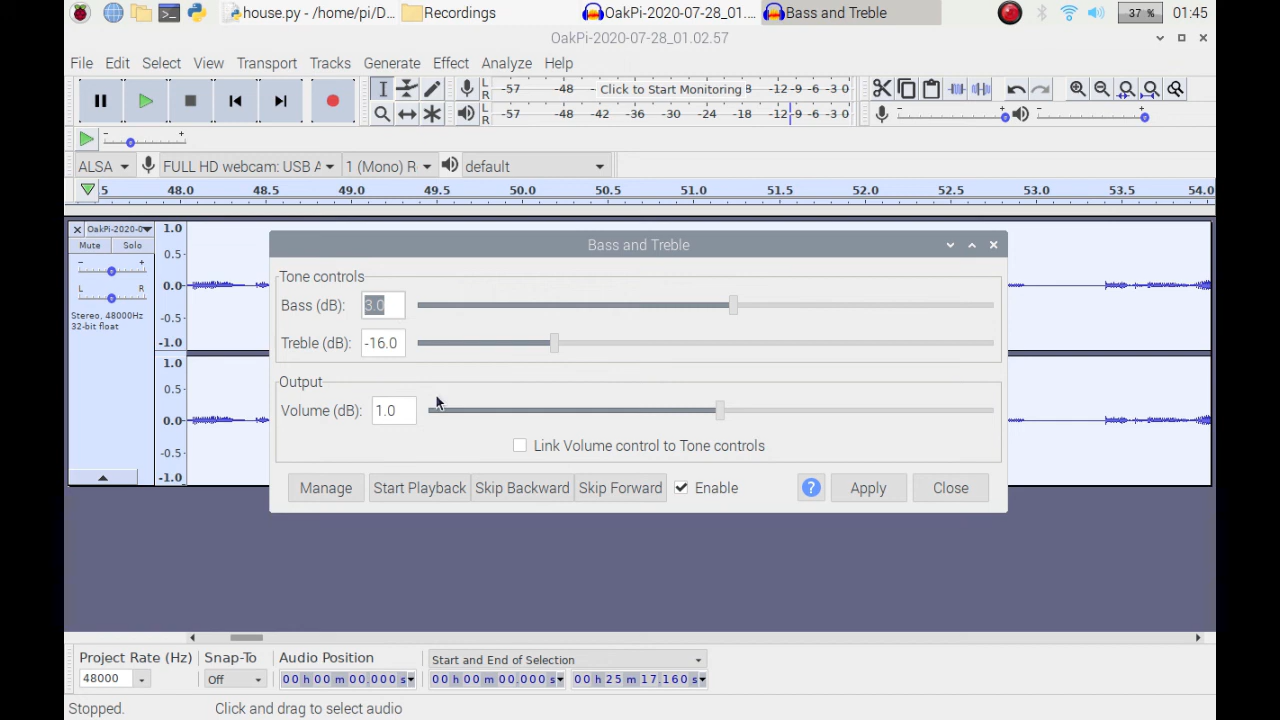 house.py - /home/pi/D... Recordings OakPi-2020-07-28_01.... Bass and Treble 37 % 01:45
OakPi-2020-07-28_01.02.57
File Edit Select View Transport Tracks Generate Effect Analyze Help
L R -57 -48 Click to Start Monitoring 8 -12 -9 -6 -3 0
L R -57 -48 -42 -36 -30 -24 -18 -12 -9 -6 -3 0
- +
ALSA FULL HD webcam: USB A 1 (Mono) R default
5 48.0 48.5 49.0 49.5 50.0 50.5 51.0 51.5 52.0 52.5 53.0 53.5 54.0
OakPi-2020-0 1.0
Mute Solo
0.5
- +
L R
0.0
Stereo, 48000Hz
32-bit float
-0.5
-1.0
1.0
0.5
0.0
-0.5
-1.0
Bass and Treble
Tone controls
Bass (dB): 3.0
Treble (dB): -16.0
Output
Volume (dB): 1.0
Link Volume control to Tone controls
Manage Start Playback Skip Backward Skip Forward Enable ? Apply Close
Project Rate (Hz) Snap-To Audio Position Start and End of Selection
48000 Off 00 h 00 m 00.000 s 00 h 00 m 00.000 s 00 h 25 m 17.160 s
Stopped. Click and drag to select audio